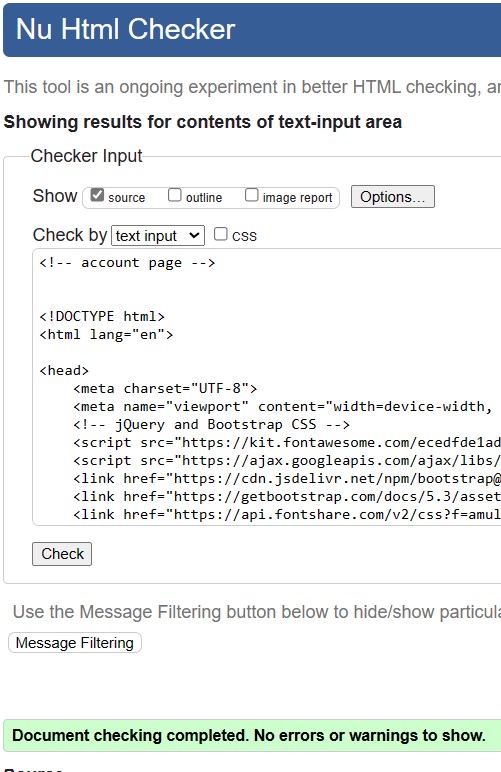 Nu Html Checker
This tool is an ongoing experiment in better HTML checking, an
Showing results for contents of text-input area
Checker Input
Show source outline image report Options...
Check by text input CSS
<!-- account page -->
<!DOCTYPE html>
<html lang="en">
<head>
<meta charset="UTF-8">
<meta name="viewport" content="width=device-width,
<!-- jQuery and Bootstrap CSS -->
<script src="https://kit.fontawesome.com/ecedfde1ad
<script src="https://ajax.googleapis.com/ajax/libs/
<link href="https://cdn.jsdelivr.net/npm/bootstrap@
<link href="https://getbootstrap.com/docs/5.3/asset
<link href="https://api.fontshare.com/v2/css?f=amul
Check
Use the Message Filtering button below to hide/show particula
Message Filtering
Document checking completed. No errors or warnings to show.